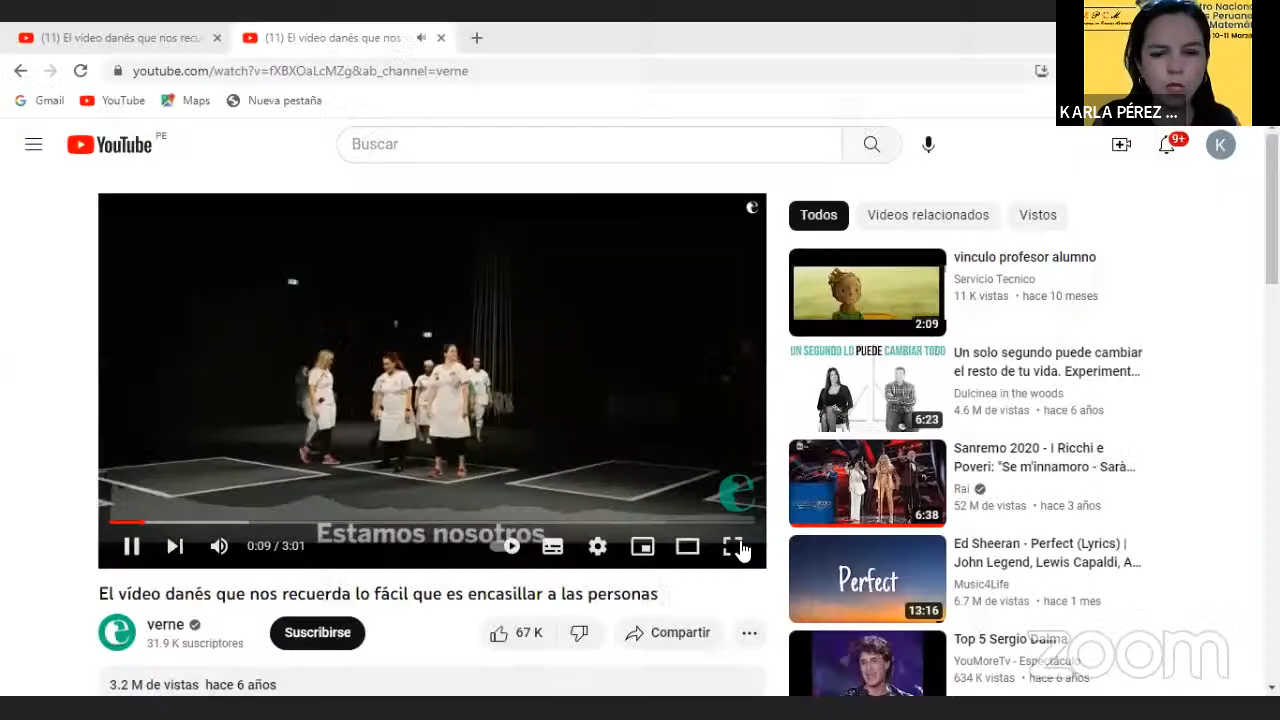 (11) El vídeo danés que nos recu
(11) El vídeo danés que nos
youtube.com/watch?v=fXBXOaLcMZg&ab_channel=verne
Gmail
YouTube
Maps
Nueva pestaña
Nacion
Peruano
Matemá
10-11 Marzo
KARLA PÉREZ ...
YouTube PE
Buscar
9+
K
Estamos nosotros
0:09 / 3:01
El vídeo danés que nos recuerda lo fácil que es encasillar a las personas
verne
31.9 K suscriptores
Suscribirse
67 K
Compartir
3.2 M de vistas hace 6 años
Todos
Videos relacionados
Vistos
vinculo profesor alumno
Servicio Tecnico
11 K vistas • hace 10 meses
2:09
UN SEGUNDO LO PUEDE CAMBIAR TODO
Un solo segundo puede cambiar
el resto de tu vida. Experiment...
Dulcinea in the woods
4.6 M de vistas • hace 6 años
6:23
Sanremo 2020 - I Ricchi e
Poveri: "Se m'innamoro - Sarà...
Rai
52 M de vistas • hace 3 años
6:38
Ed Sheeran - Perfect (Lyrics) |
John Legend, Lewis Capaldi, A...
Music4Life
6.7 M de vistas • hace 1 mes
Perfect
13:16
Top 5 Sergio Dalma
YouMoreTv - Espectáculo
634 K vistas • hace 6 años
zoom